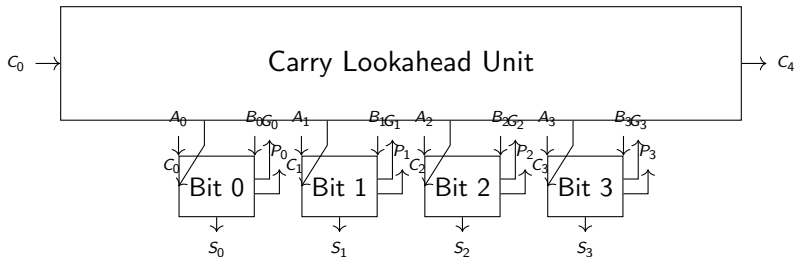 C₀ Carry Lookahead Unit C₄
A₀ B₀ G₀ A₁ B₁ G₁ A₂ B₂ G₂ A₃ B₃ G₃
C₀ P₀ C₁ P₁ C₂ P₂ C₃ P₃
Bit 0 Bit 1 Bit 2 Bit 3
S₀ S₁ S₂ S₃